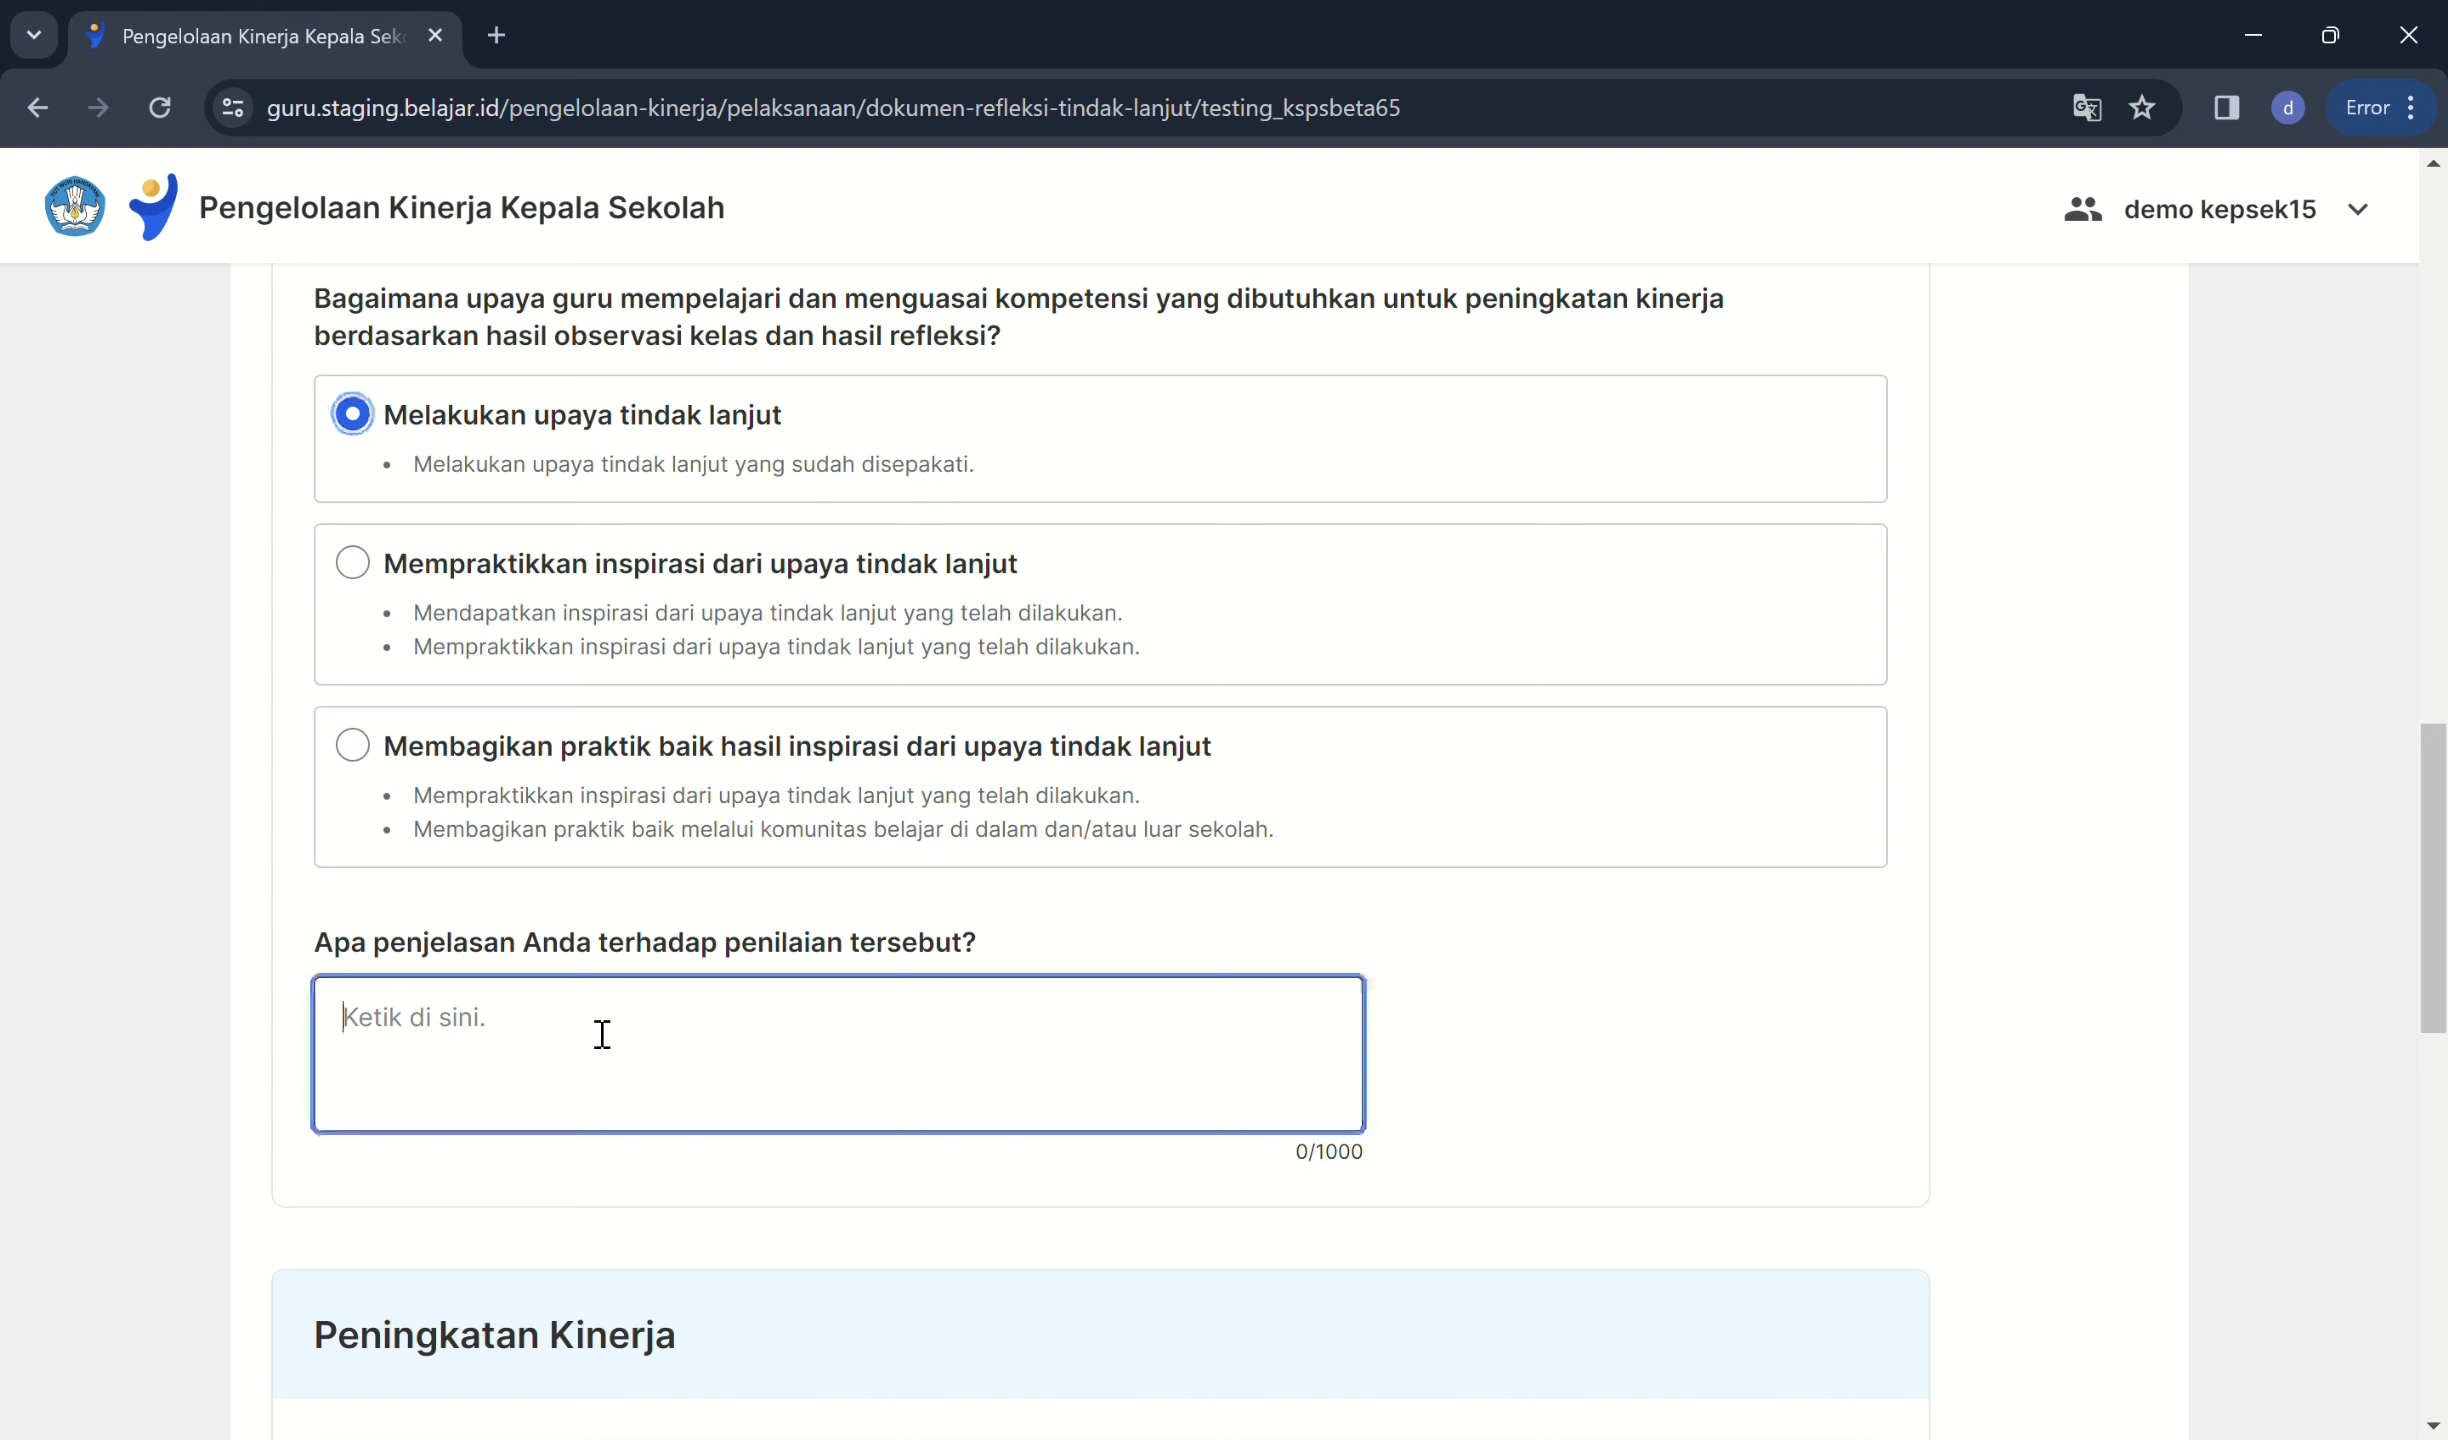 Pengelolaan Kinerja Kepala Sek
guru.staging.belajar.id/pengelolaan-kinerja/pelaksanaan/dokumen-refleksi-tindak-lanjut/testing_kspsbeta65
d
Error
Pengelolaan Kinerja Kepala Sekolah
demo kepsek15
Bagaimana upaya guru mempelajari dan menguasai kompetensi yang dibutuhkan untuk peningkatan kinerja
berdasarkan hasil observasi kelas dan hasil refleksi?
Melakukan upaya tindak lanjut
• Melakukan upaya tindak lanjut yang sudah disepakati.
Mempraktikkan inspirasi dari upaya tindak lanjut
• Mendapatkan inspirasi dari upaya tindak lanjut yang telah dilakukan.
• Mempraktikkan inspirasi dari upaya tindak lanjut yang telah dilakukan.
Membagikan praktik baik hasil inspirasi dari upaya tindak lanjut
• Mempraktikkan inspirasi dari upaya tindak lanjut yang telah dilakukan.
• Membagikan praktik baik melalui komunitas belajar di dalam dan/atau luar sekolah.
Apa penjelasan Anda terhadap penilaian tersebut?
Ketik di sini.
0/1000
Peningkatan Kinerja